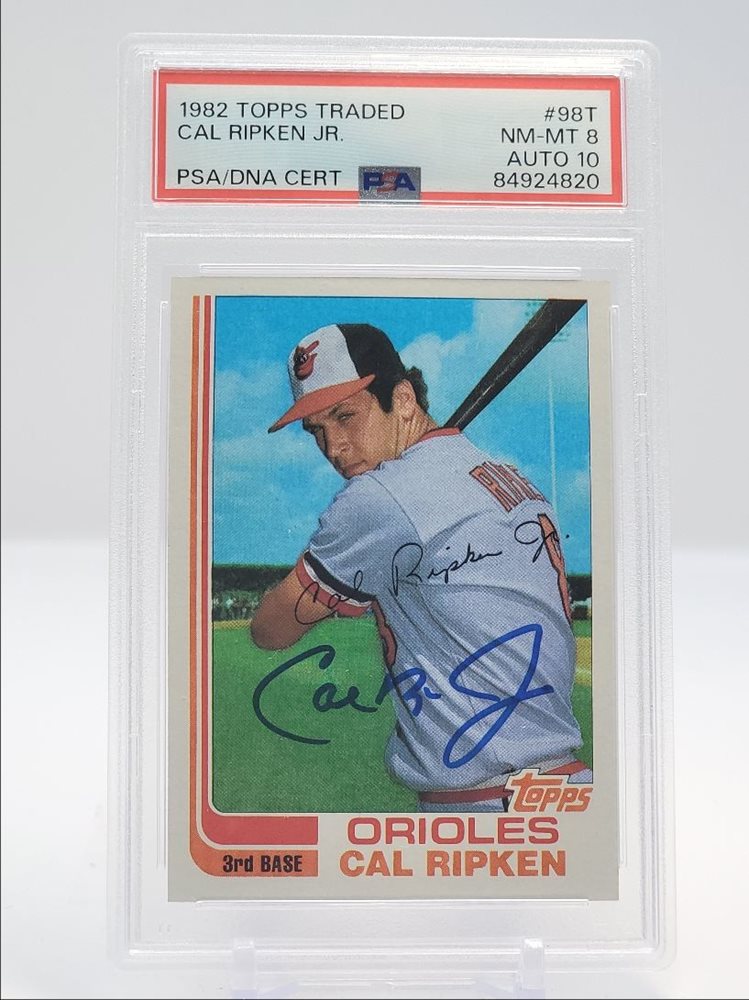 1982 TOPPS TRADED
CAL RIPKEN JR.
PSA/DNA CERT
PSA
#98T
NM-MT 8
AUTO 10
84924820
Cal Ripken Jr.
Topps
ORIOLES
3rd BASE
CAL RIPKEN